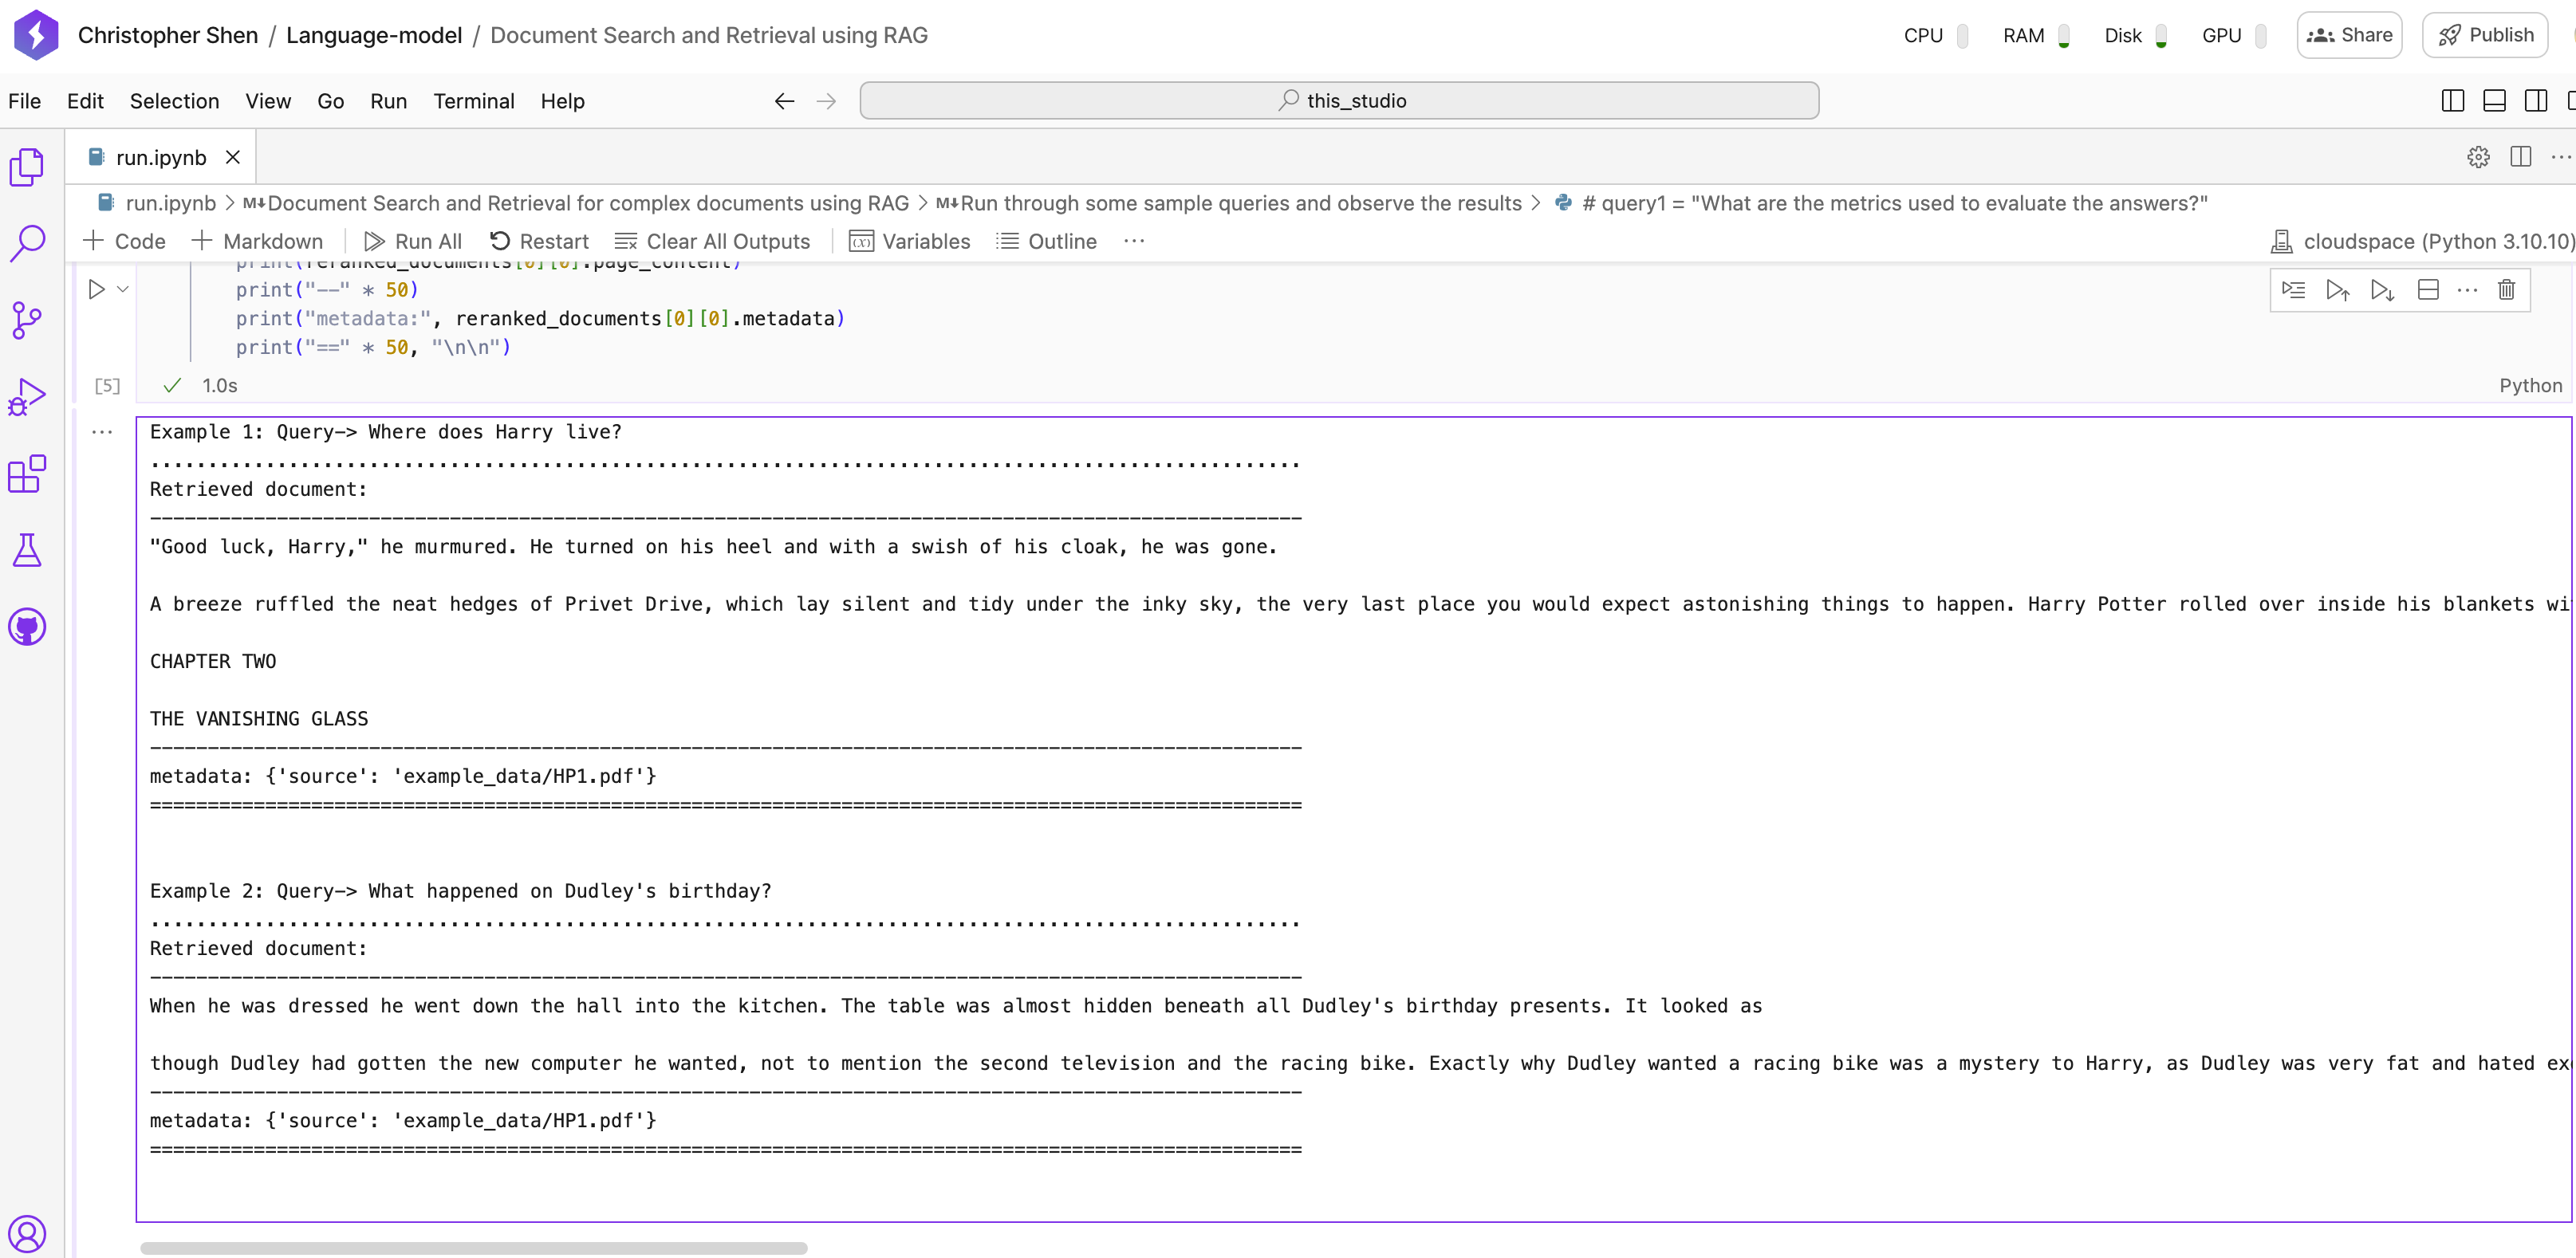 Christopher Shen / Language-model / Document Search and Retrieval using RAG
CPU RAM Disk GPU Share Publish
File Edit Selection View Go Run Terminal Help
this_studio
run.ipynb
run.ipynb > M↓Document Search and Retrieval for complex documents using RAG > M↓Run through some sample queries and observe the results > # query1 = "What are the metrics used to evaluate the answers?"
+ Code + Markdown Run All Restart Clear All Outputs Variables Outline ...
cloudspace (Python 3.10.10)
print(reranked_documents[0][0].page_content)
print("--" * 50)
print("metadata:", reranked_documents[0][0].metadata)
print("==" * 50, "\n\n")
[5] ✓ 1.0s
Python
Example 1: Query-> Where does Harry live?
....................................................................................................
Retrieved document:
----------------------------------------------------------------------------------------------------
"Good luck, Harry," he murmured. He turned on his heel and with a swish of his cloak, he was gone.
A breeze ruffled the neat hedges of Privet Drive, which lay silent and tidy under the inky sky, the very last place you would expect astonishing things to happen. Harry Potter rolled over inside his blankets wi
CHAPTER TWO
THE VANISHING GLASS
----------------------------------------------------------------------------------------------------
metadata: {'source': 'example_data/HP1.pdf'}
====================================================================================================
Example 2: Query-> What happened on Dudley's birthday?
....................................................................................................
Retrieved document:
----------------------------------------------------------------------------------------------------
When he was dressed he went down the hall into the kitchen. The table was almost hidden beneath all Dudley's birthday presents. It looked as
though Dudley had gotten the new computer he wanted, not to mention the second television and the racing bike. Exactly why Dudley wanted a racing bike was a mystery to Harry, as Dudley was very fat and hated ex
----------------------------------------------------------------------------------------------------
metadata: {'source': 'example_data/HP1.pdf'}
====================================================================================================